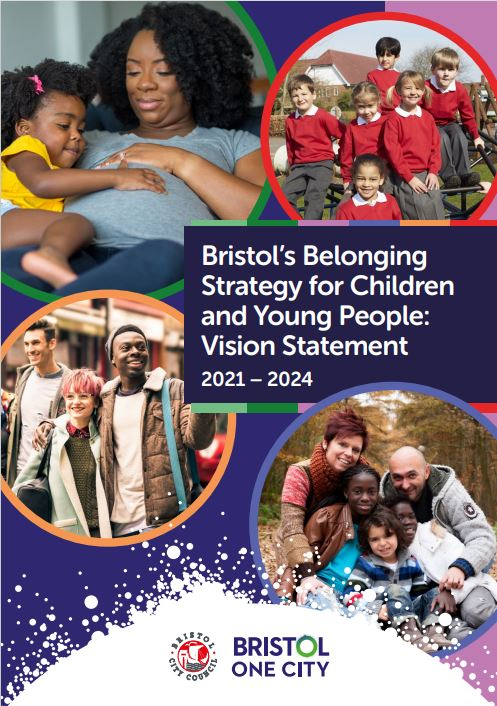 Bristol's Belonging
Strategy for Children
and Young People:
Vision Statement
2021 – 2024
BRISTOL
CITY COUNCIL
BRISTOL
ONE CITY